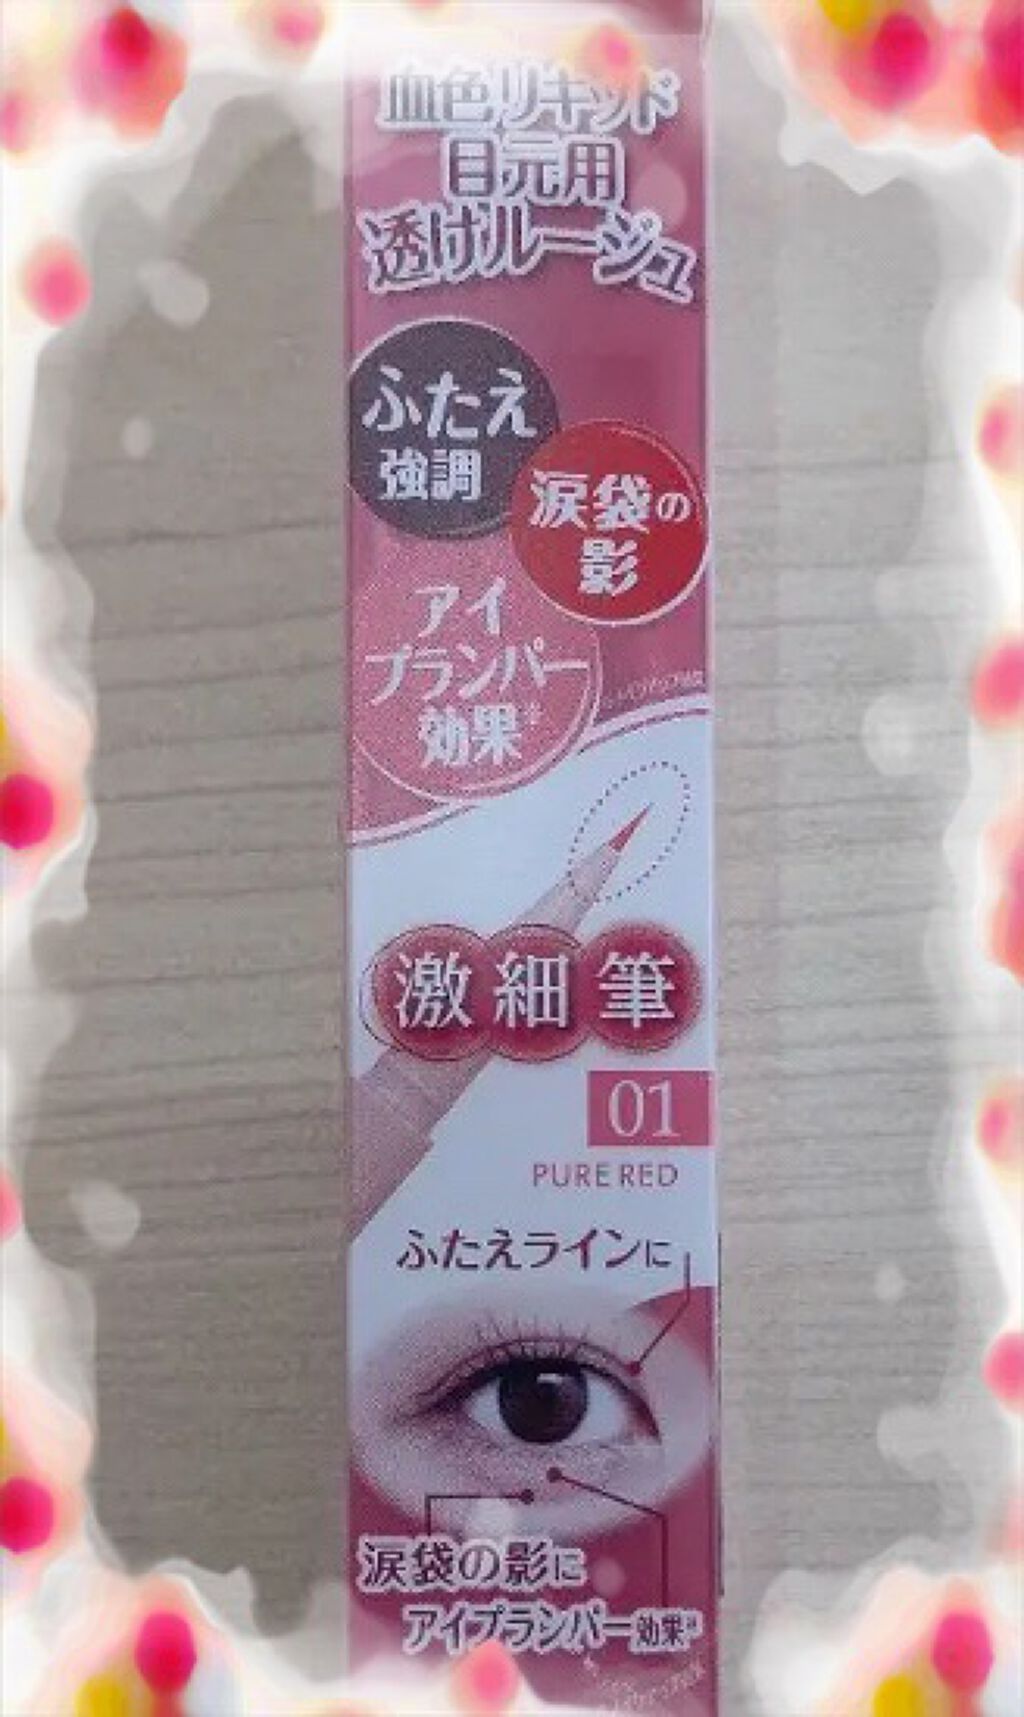 血色リキッド
目元用
透けルージュ
ふたえ
強調
涙袋の
影
アイ
プランパー
効果※
激細筆
01
PURE RED
ふたえラインに
涙袋の影に
アイプランパー効果※